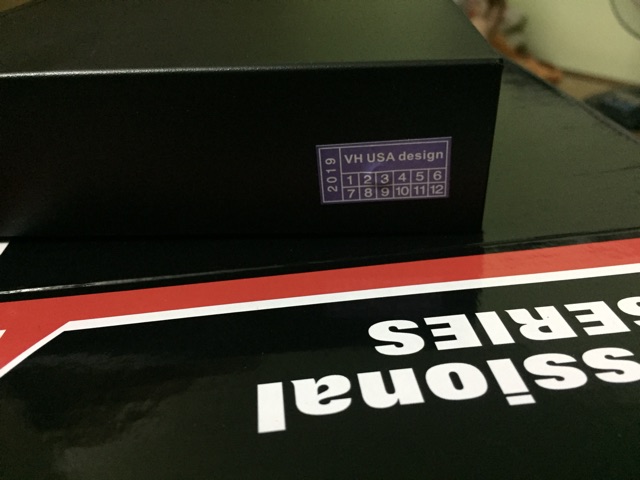 2019
VH USA design
1 2 3 4 5 6
7 8 9 10 11 12
ssional
SERIES